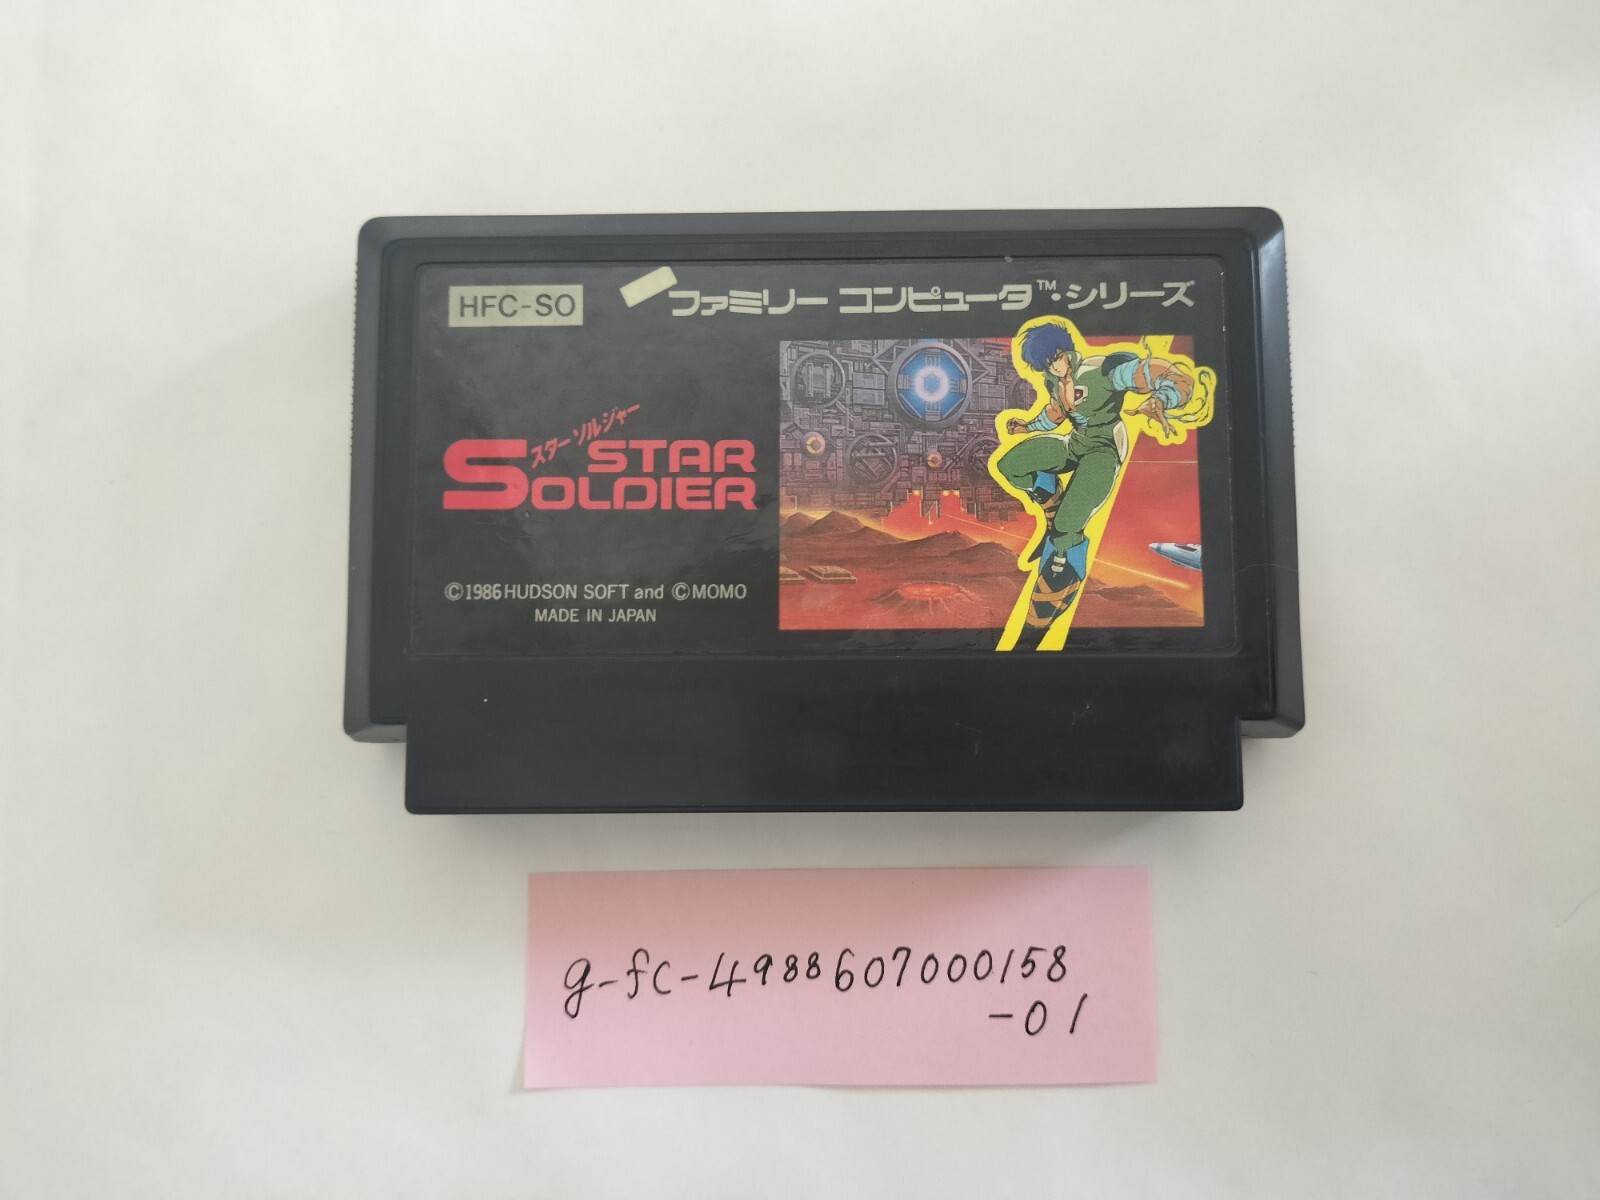 HFC-SO
ファミリー コンピュータ™・シリーズ
スター ソルジャー
STAR
SOLDIER
©1986 HUDSON SOFT and ©MOMO
MADE IN JAPAN
g-fc-4988607000158
-01